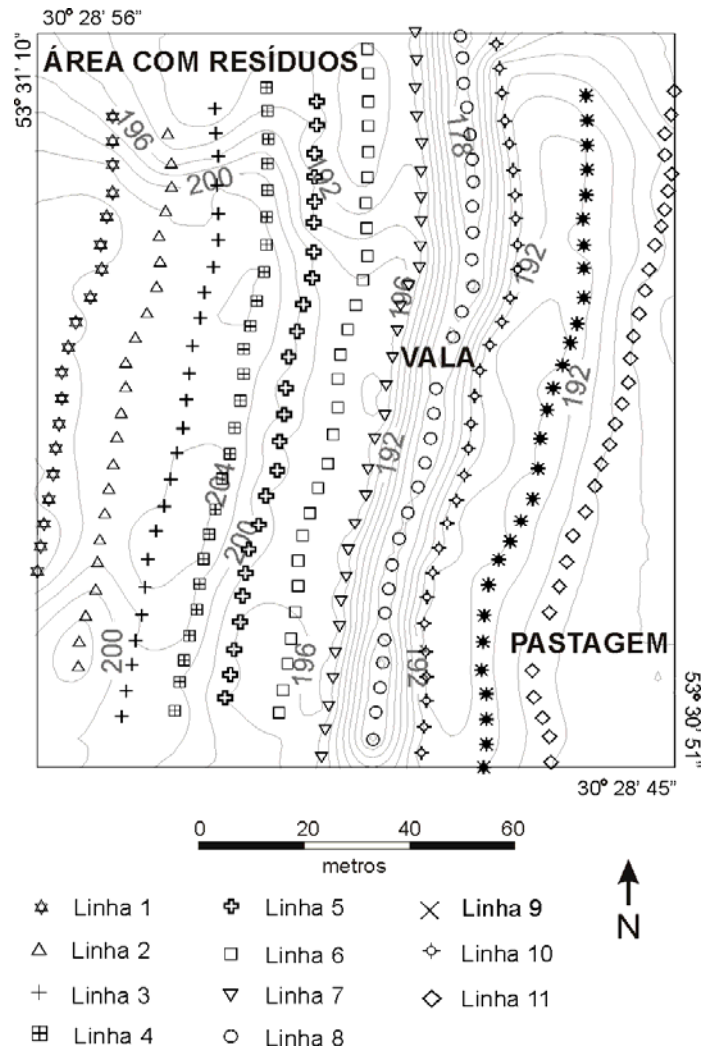 30° 28' 56"
53° 31' 10"
ÁREA COM RESÍDUOS
196
178
200
192
192
196
VALA
192
192
204
200
PASTAGEM
200
196
192
53° 30' 51"
30° 28' 45"
0 20 40 60
metros
N
Linha 1
Linha 5
Linha 9
Linha 2
Linha 6
Linha 10
Linha 3
Linha 7
Linha 11
Linha 4
Linha 8